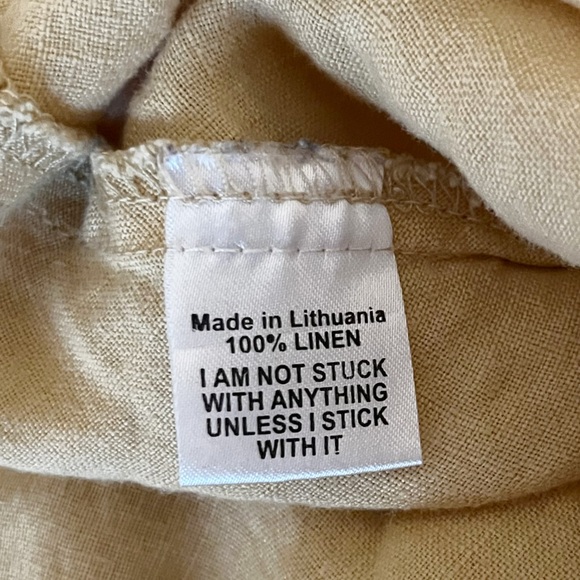 Made in Lithuania
100% LINEN
I AM NOT STUCK
WITH ANYTHING
UNLESS I STICK
WITH IT